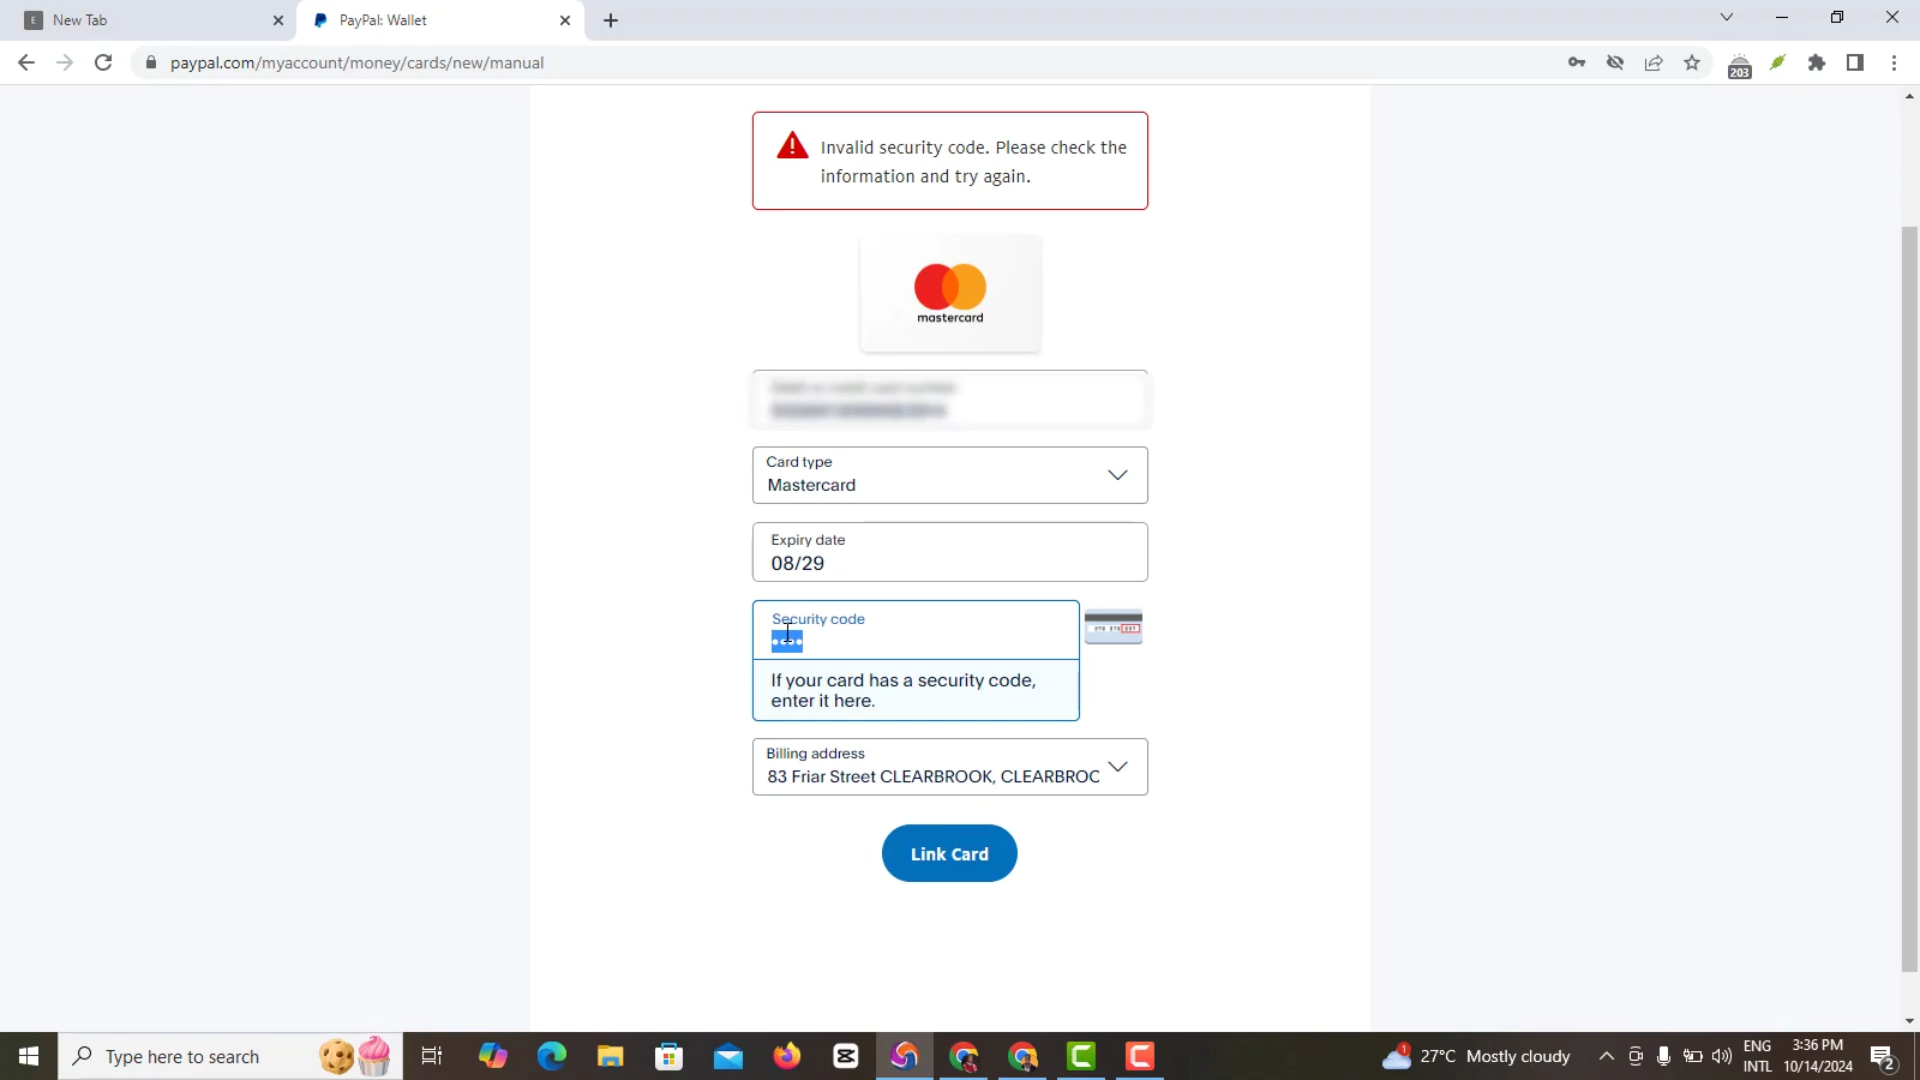 New Tab
PayPal: Wallet
paypal.com/myaccount/money/cards/new/manual
203
Invalid security code. Please check the
information and try again.
mastercard
Card type
Mastercard
Expiry date
08/29
Security code
If your card has a security code,
enter it here.
Billing address
83 Friar Street CLEARBROOK, CLEARBROC
Link Card
Type here to search
27°C Mostly cloudy
ENG
INTL
3:36 PM
10/14/2024
2